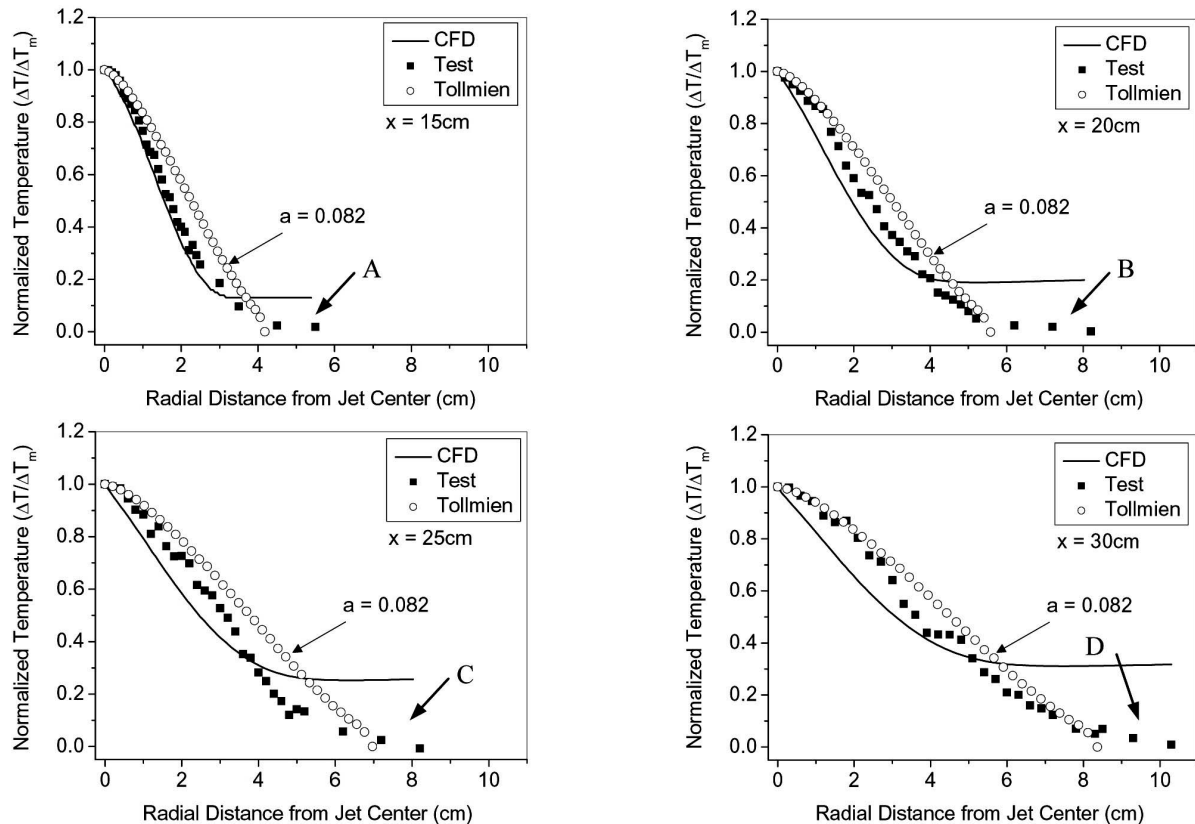 1.2
1.0
0.8
0.6
0.4
0.2
0.0
Normalized Temperature (ΔT/ΔTₘ)
CFD
Test
Tollmien
x = 15cm
a = 0.082
A
0 2 4 6 8 10
Radial Distance from Jet Center (cm)
1.2
1.0
0.8
0.6
0.4
0.2
0.0
Normalized Temperature (ΔT/ΔTₘ)
CFD
Test
Tollmien
x = 20cm
a = 0.082
B
0 2 4 6 8 10
Radial Distance from Jet Center (cm)
1.2
1.0
0.8
0.6
0.4
0.2
0.0
Normalized Temperature (ΔT/ΔTₘ)
CFD
Test
Tollmien
x = 25cm
a = 0.082
C
0 2 4 6 8 10
Radial Distance from Jet Center (cm)
1.2
1.0
0.8
0.6
0.4
0.2
0.0
Normalized Temperature (ΔT/ΔTₘ)
CFD
Test
Tollmien
x = 30cm
a = 0.082
D
0 2 4 6 8 10
Radial Distance from Jet Center (cm)